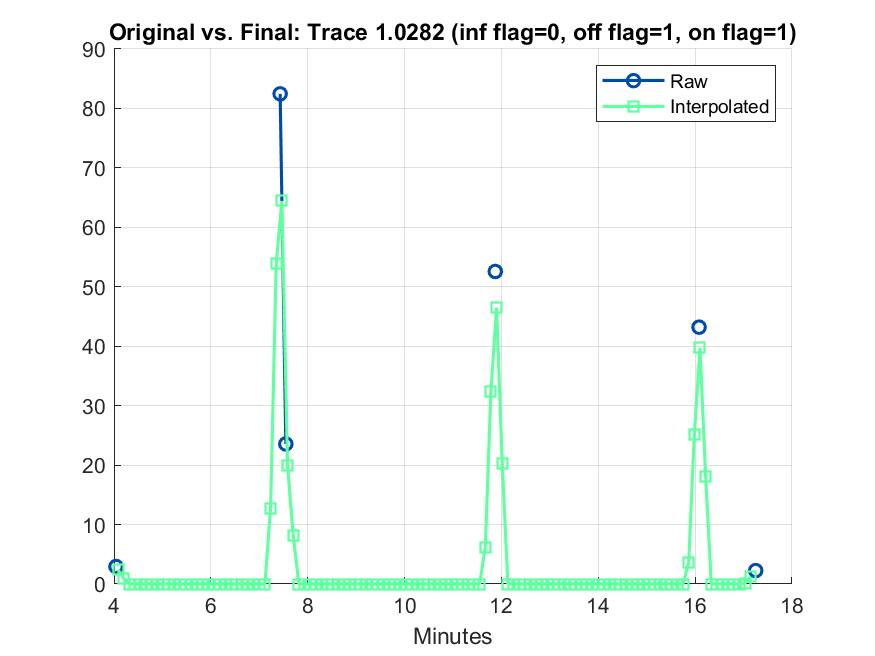 Original vs. Final: Trace 1.0282 (inf flag=0, off flag=1, on flag=1)
90
80
70
60
50
40
30
20
10
0
Raw
Interpolated
4 6 8 10 12 14 16 18
Minutes